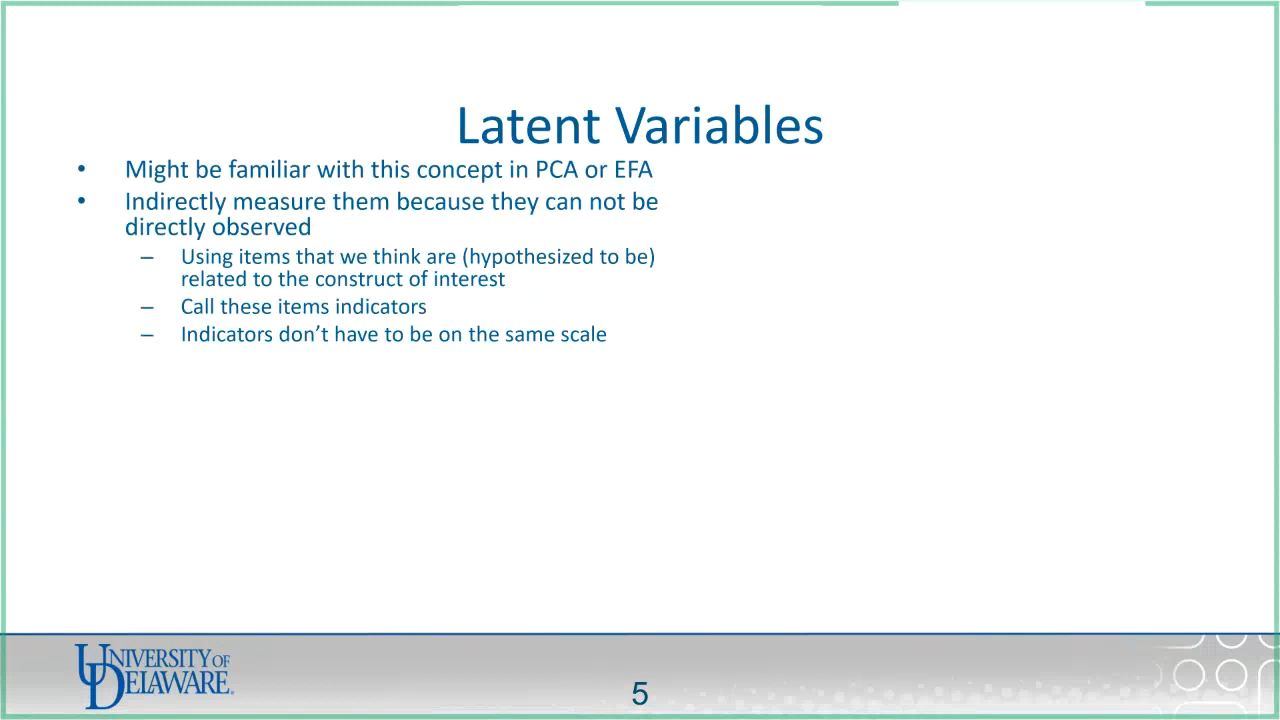 Latent Variables
• Might be familiar with this concept in PCA or EFA
• Indirectly measure them because they can not be
directly observed
– Using items that we think are (hypothesized to be)
related to the construct of interest
– Call these items indicators
– Indicators don’t have to be on the same scale
UNIVERSITY OF
DELAWARE.
5